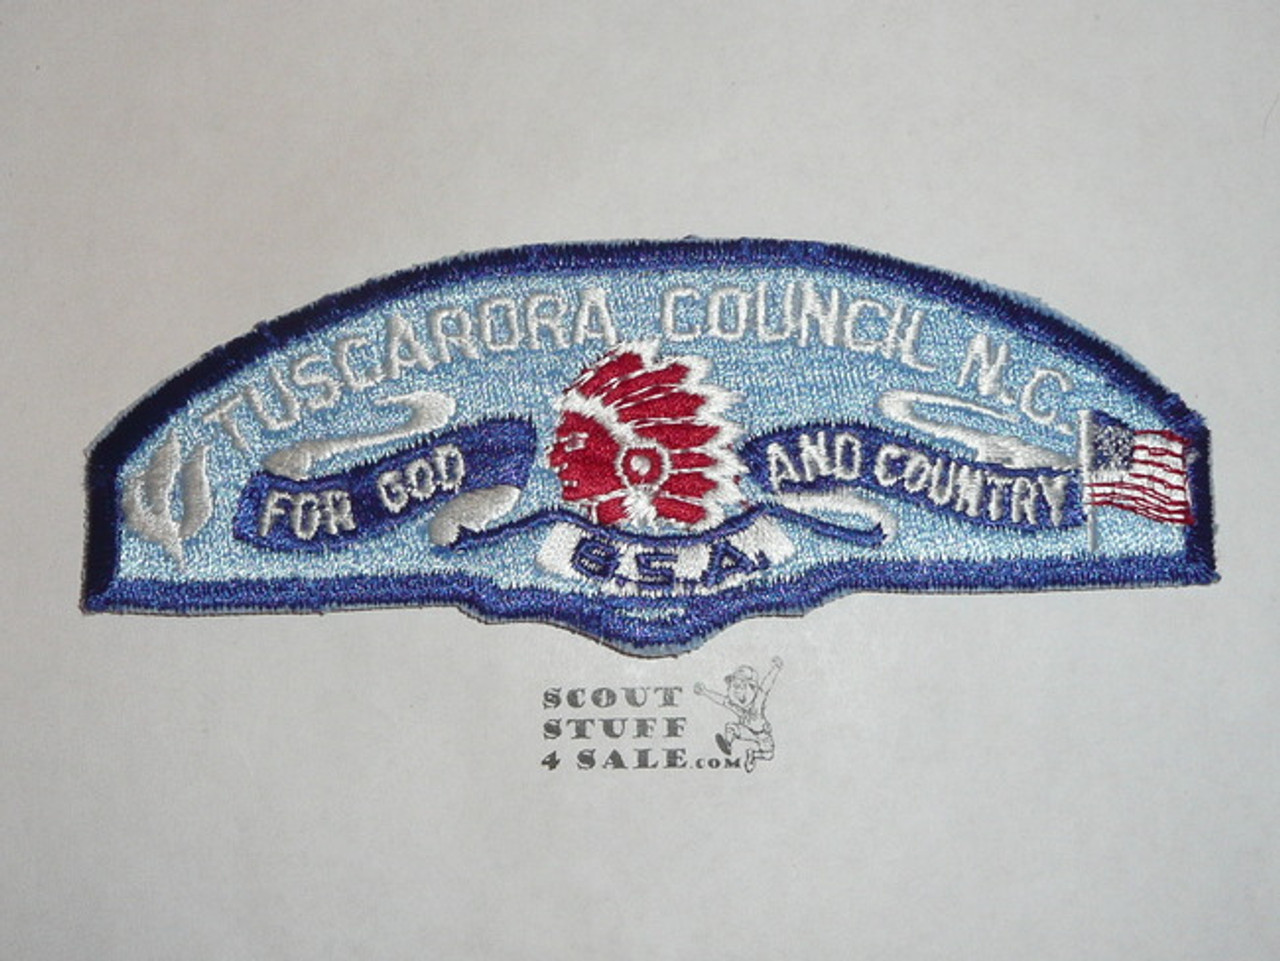 TUSCARORA COUNCIL N.C.
FOR GOD AND COUNTRY
B.S.A.
SCOUT
STUFF
4 SALE.COM